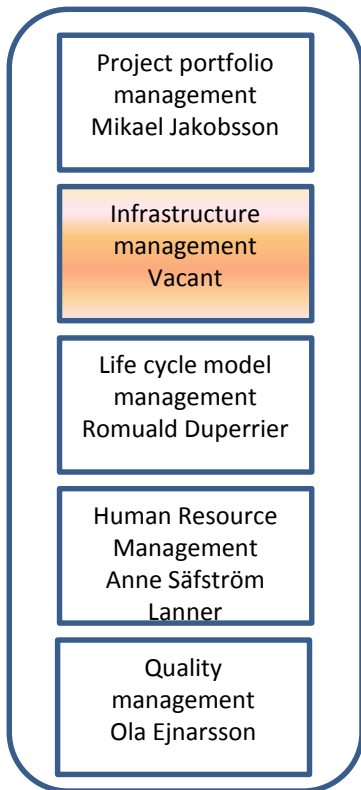 Project portfolio
management
Mikael Jakobsson
Infrastructure
management
Vacant
Life cycle model
management
Romuald Duperrier
Human Resource
Management
Anne Säfström
Lanner
Quality
management
Ola Ejnarsson